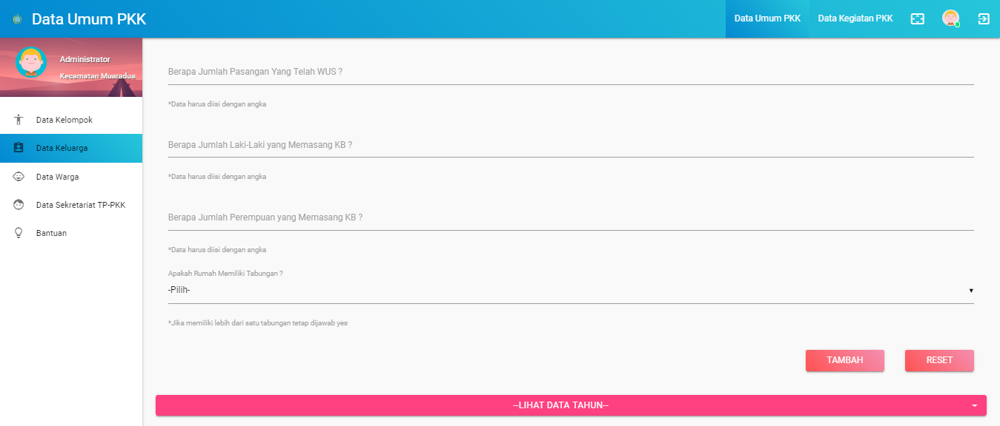 Data Umum PKK
Data Umum PKK
Data Kegiatan PKK
Administrator
Kecamatan Muaradua
Data Kelompok
Data Keluarga
Data Warga
Data Sekretariat TP-PKK
Bantuan
Berapa Jumlah Pasangan Yang Telah WUS ?
*Data harus diisi dengan angka
Berapa Jumlah Laki-Laki yang Memasang KB ?
*Data harus diisi dengan angka
Berapa Jumlah Perempuan yang Memasang KB ?
*Data harus diisi dengan angka
Apakah Rumah Memiliki Tabungan ?
-Pilih-
*Jika memiliki lebih dari satu tabungan tetap dijawab yes
TAMBAH
RESET
--LIHAT DATA TAHUN--